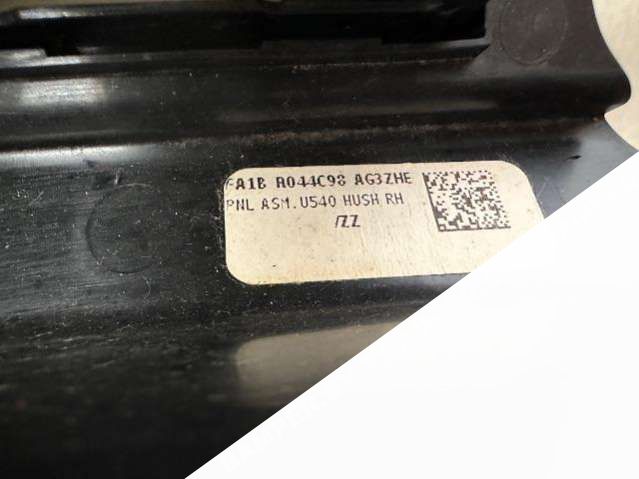 FA1B R044C98 AG3ZHE
PNL ASM.U540 HUSH RH
/ZZ